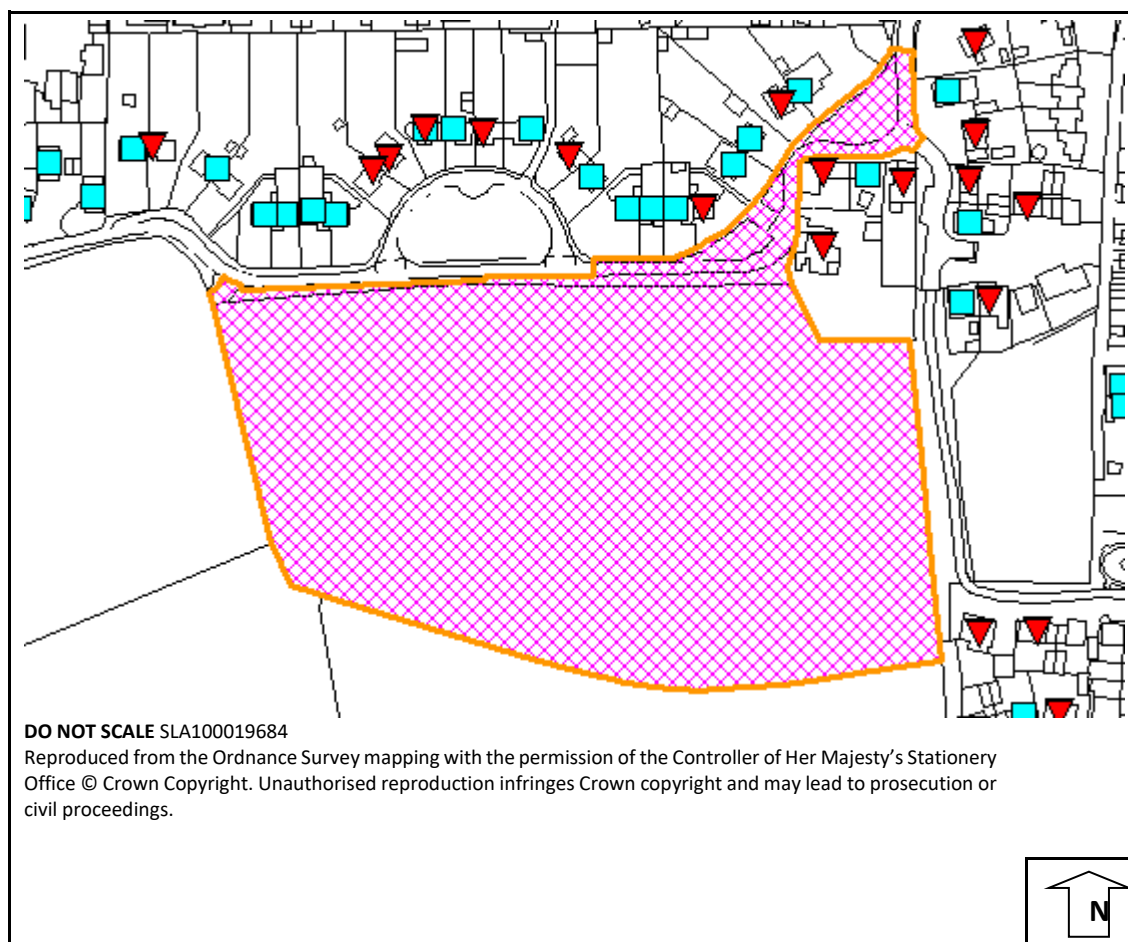 DO NOT SCALE SLA100019684
Reproduced from the Ordnance Survey mapping with the permission of the Controller of Her Majesty’s Stationery
Office © Crown Copyright. Unauthorised reproduction infringes Crown copyright and may lead to prosecution or
civil proceedings.
N